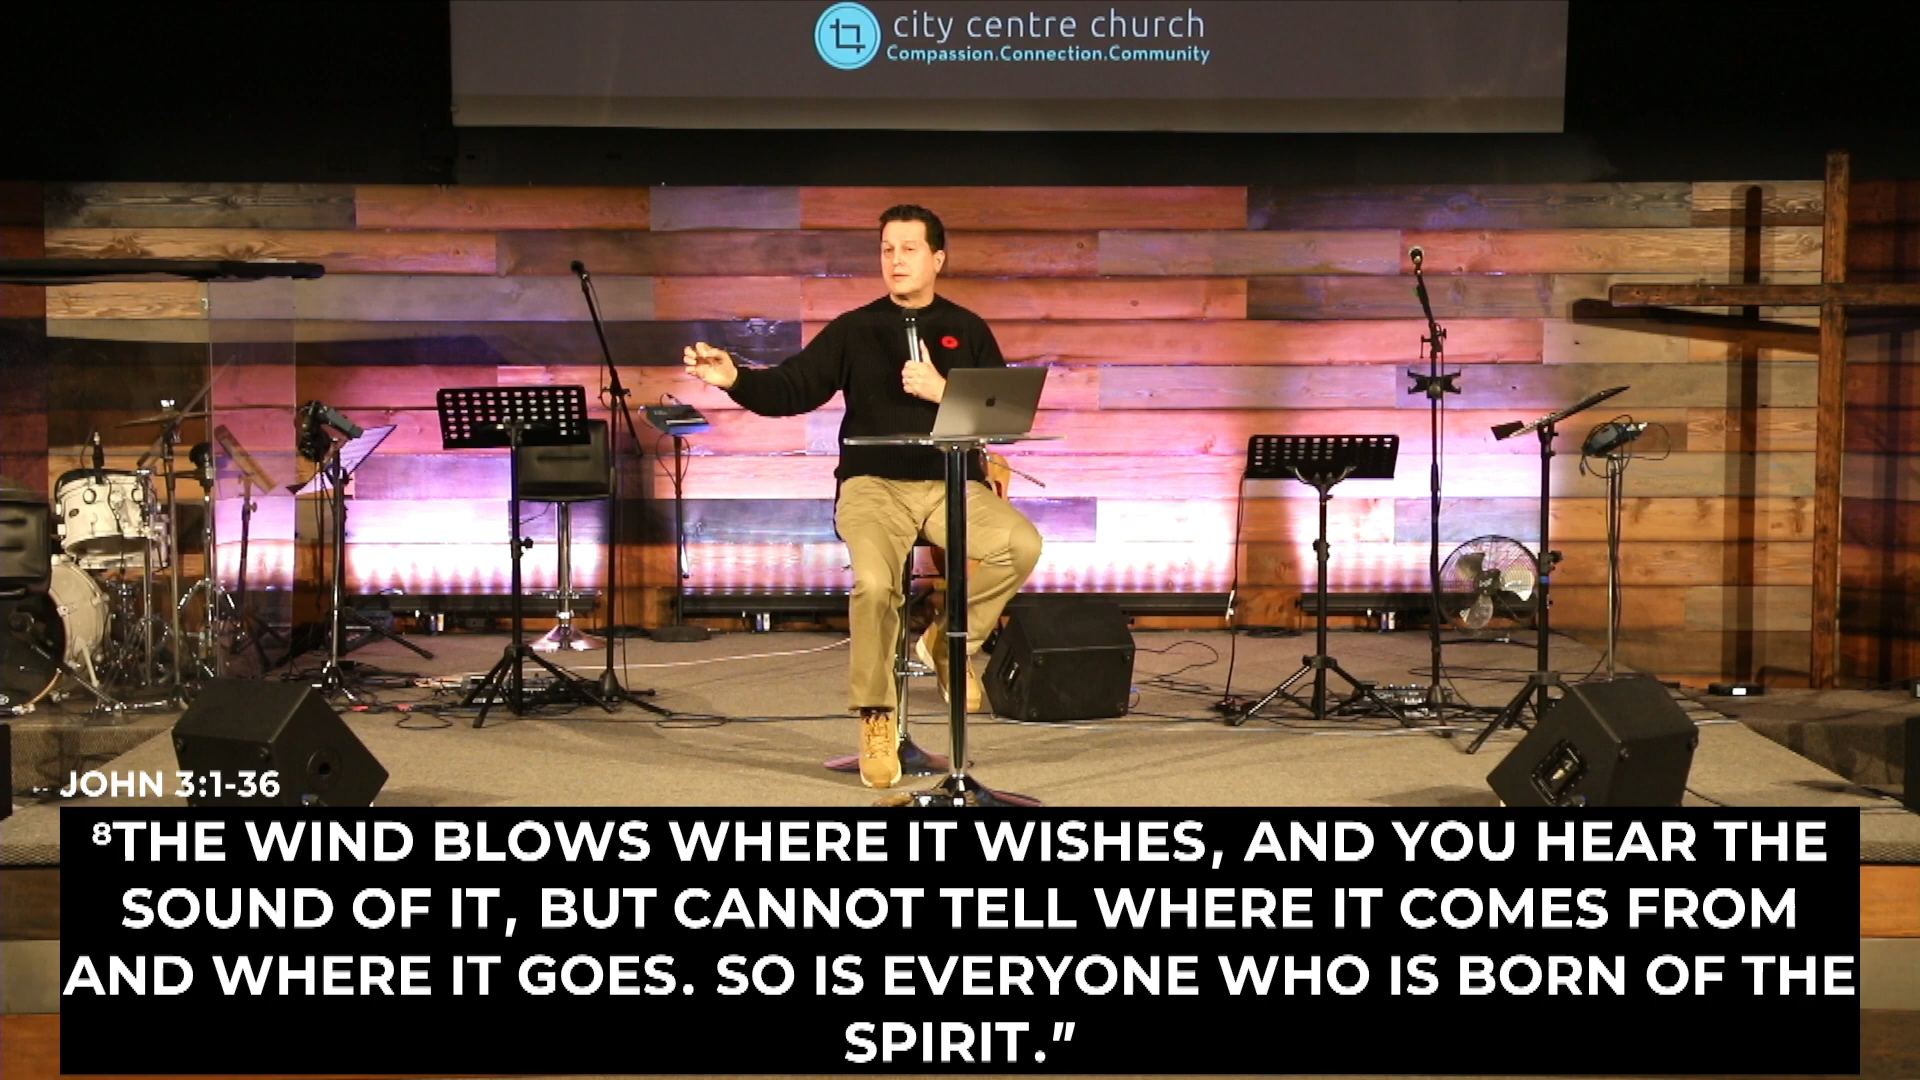 city centre church
Compassion.Connection.Community
JOHN 3:1-36
⁸THE WIND BLOWS WHERE IT WISHES, AND YOU HEAR THE
SOUND OF IT, BUT CANNOT TELL WHERE IT COMES FROM
AND WHERE IT GOES. SO IS EVERYONE WHO IS BORN OF THE
SPIRIT.”